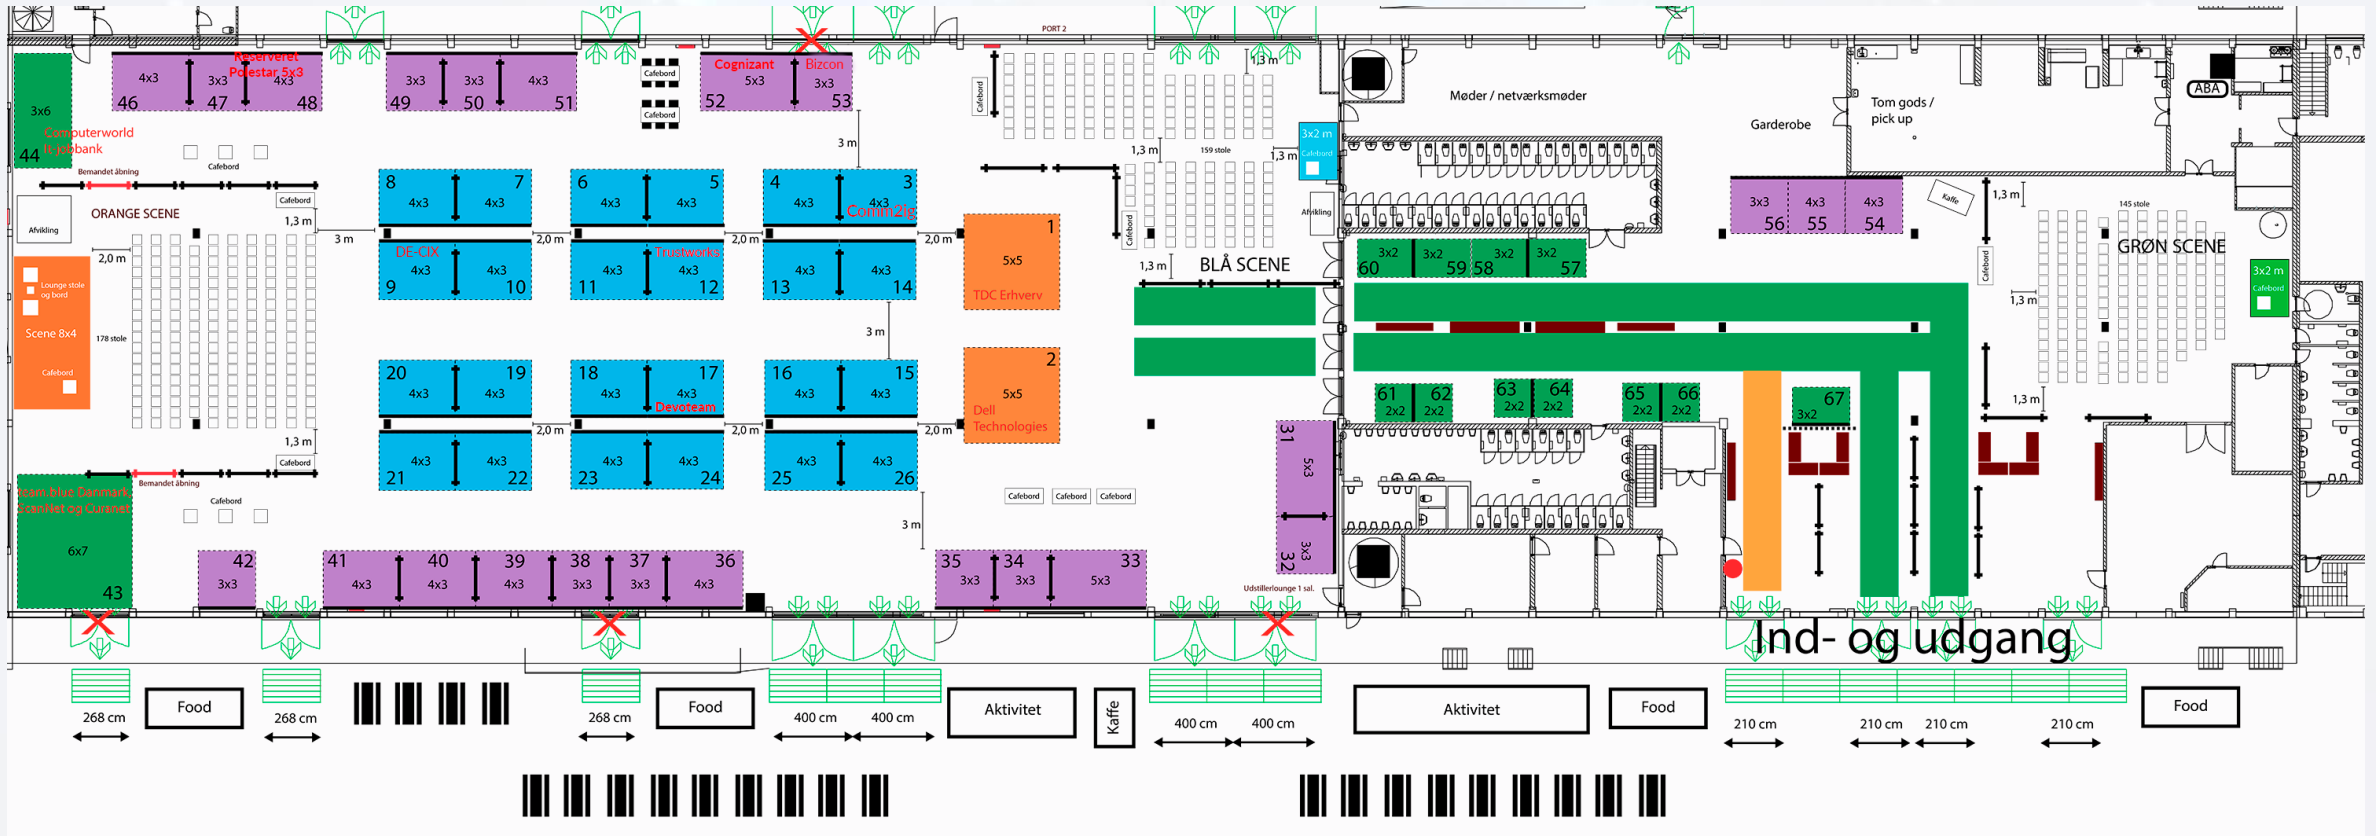 PORT 2
Reserveret
Polestar 5x3
4x3
3x3
4x3
46
47
48
3x3
3x3
4x3
49
50
51
Cafebord
Cafebord
Cognizant
Bizcon
5x3
3x3
52
53
Cafebord
1,3 m
3x6
Computerworld
It-jobbank
44
Cafebord
Bemandet åbning
3 m
1,3 m
159 stole
1,3 m
3x2 m
Cafebord
Møder / netværksmøder
Garderobe
Tom gods /
pick up
ABA
ORANGE SCENE
Afvikling
Cafebord
1,3 m
3 m
2,0 m
Lounge stole
og bord
Scene 8x4
Cafebord
178 stole
1,3 m
Cafebord
Bemandet åbning
Cafebord
8
7
4x3
4x3
6
5
4x3
4x3
4
3
4x3
4x3
Comm2ig
2,0 m
2,0 m
2,0 m
DE-CIX
4x3
4x3
9
10
Trustworks
4x3
4x3
11
12
4x3
4x3
13
14
1
5x5
TDC Erhverv
3 m
Cafebord
Afvikling
1,3 m
BLÅ SCENE
3x3
4x3
4x3
56
55
54
Kaffe
1,3 m
145 stole
GRØN SCENE
Cafebord
1,3 m
3x2 m
Cafebord
1,3 m
3x2
3x2
3x2
3x2
60
59
58
57
20
19
4x3
4x3
18
17
4x3
4x3
Devoteam
16
15
4x3
4x3
2,0 m
2,0 m
2,0 m
4x3
4x3
21
22
4x3
4x3
23
24
4x3
4x3
25
26
2
5x5
Dell
Technologies
Cafebord
Cafebord
Cafebord
3 m
31
5x3
3x3
32
Udstillerlounge 1 sal.
61
62
2x2
2x2
63
64
2x2
2x2
65
66
2x2
2x2
67
3x2
team.blue Danmark,
ScanNet og Curanet
6x7
43
42
3x3
41
40
39
38
37
36
4x3
4x3
4x3
3x3
3x3
4x3
35
34
33
3x3
3x3
5x3
Ind- og udgang
268 cm
Food
268 cm
268 cm
Food
400 cm
400 cm
Aktivitet
Kaffe
400 cm
400 cm
Aktivitet
Food
210 cm
210 cm
210 cm
210 cm
Food